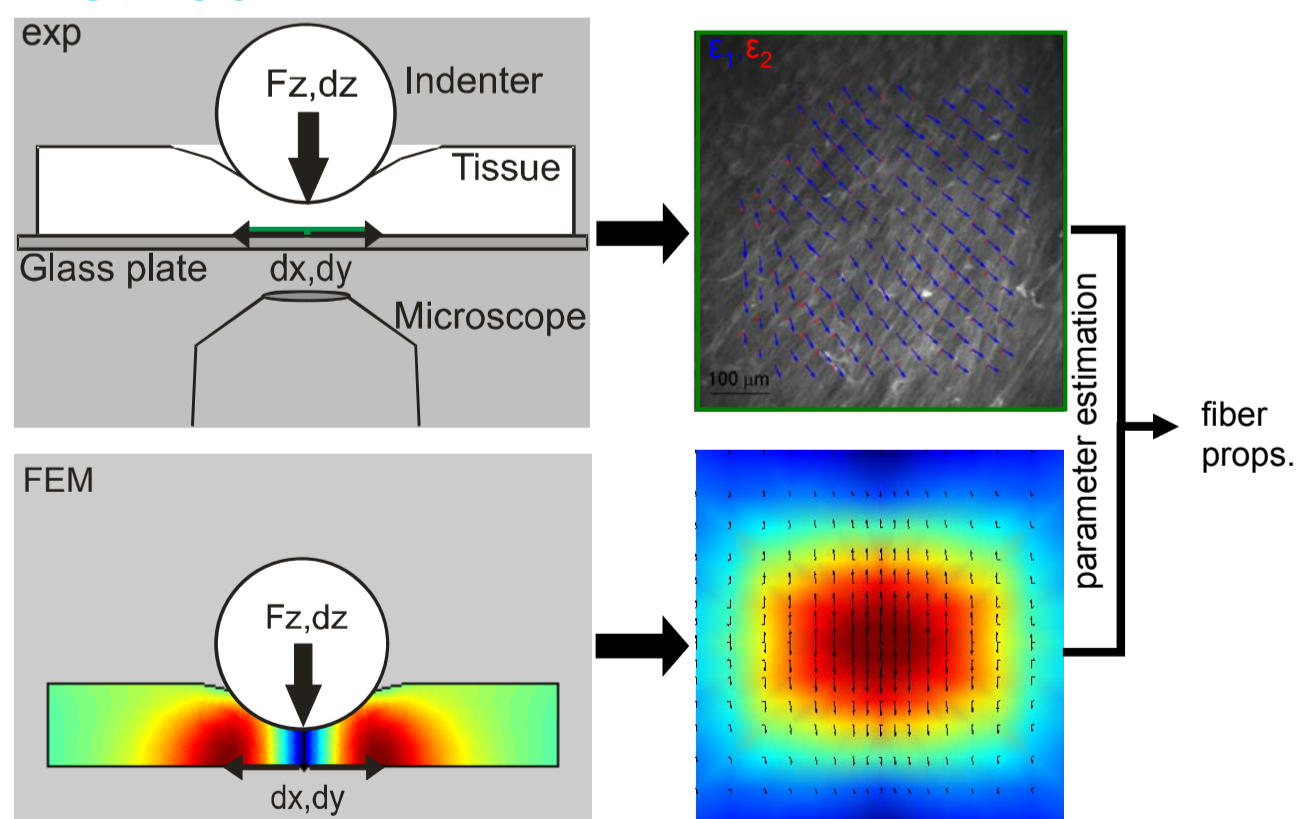 exp
Fz,dz
Indenter
Tissue
Glass plate
dx,dy
Microscope
ε1,ε2
100 µm
parameter estimation
fiber
props.
FEM
Fz,dz
dx,dy